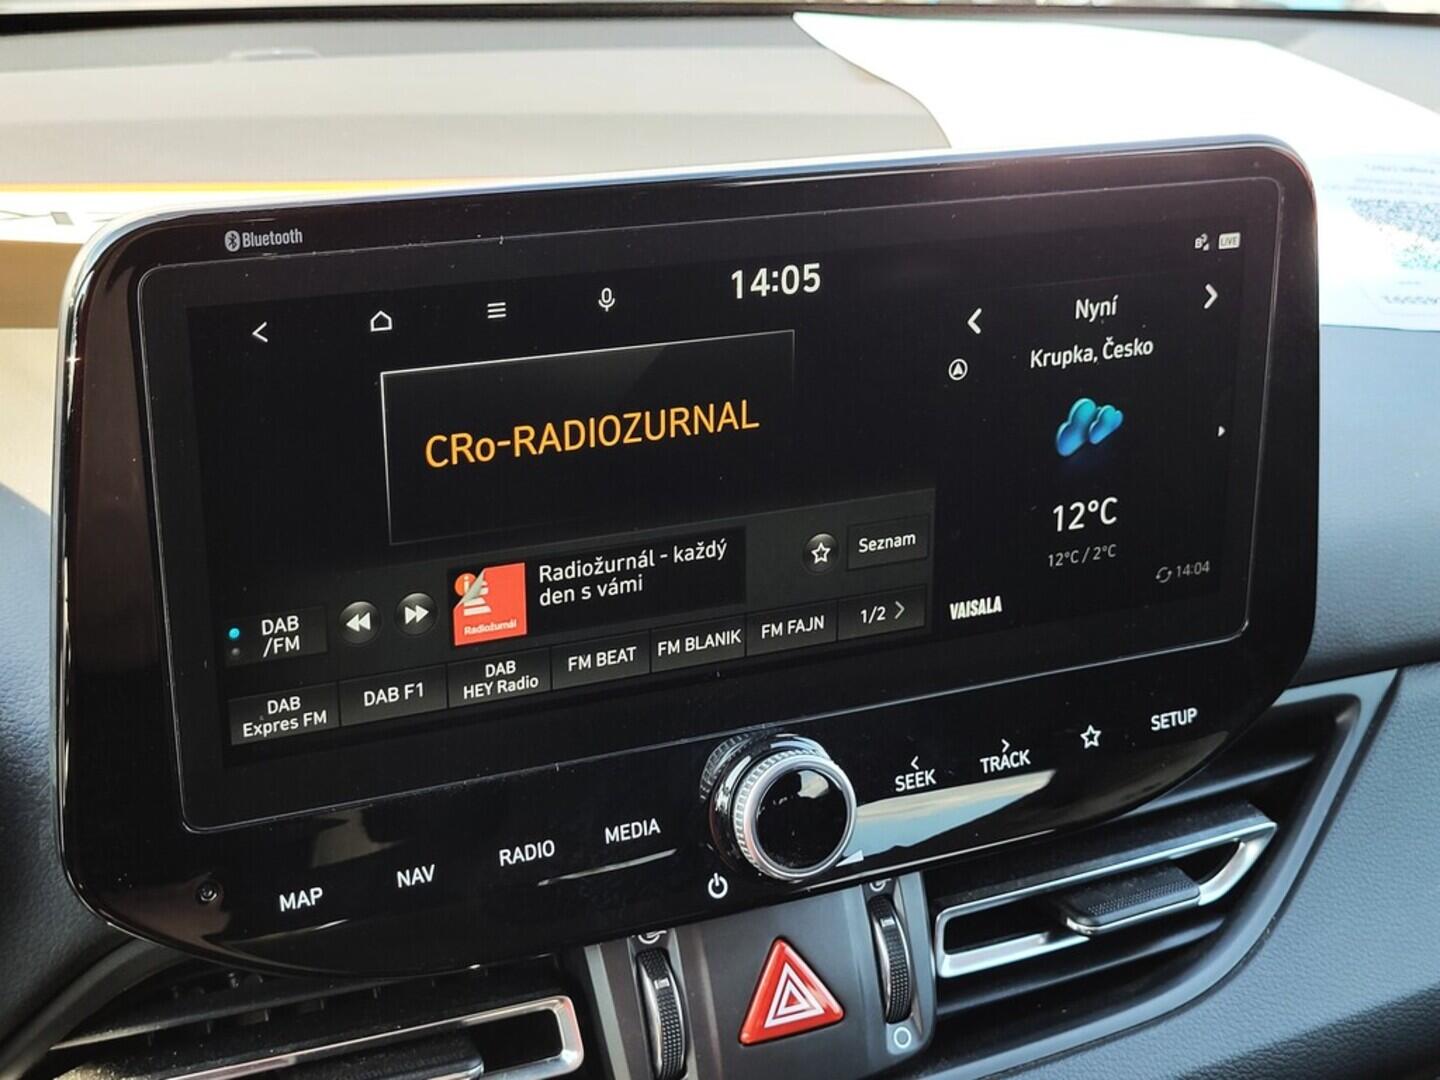 Bluetooth
14:05
LIVE
Nyní
Krupka, Česko
CRo-RADIOZURNAL
12°C
12°C / 2°C
14:04
VAISALA
DAB
/FM
Radiožurnál
Radiožurnál - každý
den s vámi
Seznam
DAB
Expres FM
DAB F1
DAB
HEY Radio
FM BEAT
FM BLANIK
FM FAJN
1/2
MAP
NAV
RADIO
MEDIA
SEEK
TRACK
SETUP